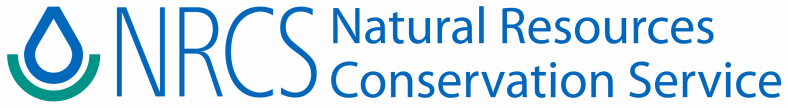 NRCS Natural Resources
Conservation Service